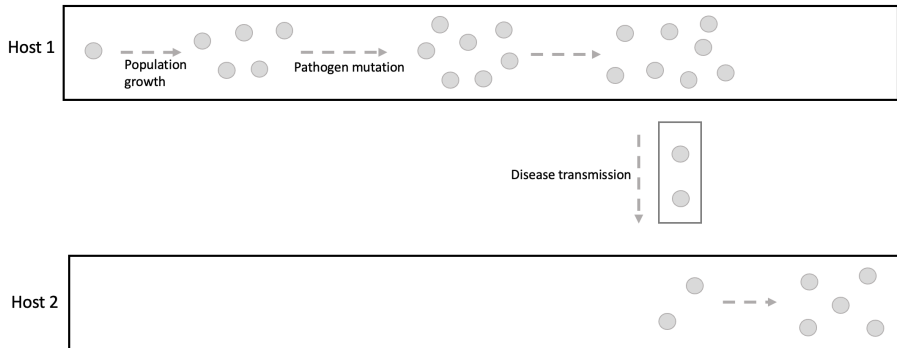 Host 1
Population
growth
Pathogen mutation
Disease transmission
Host 2